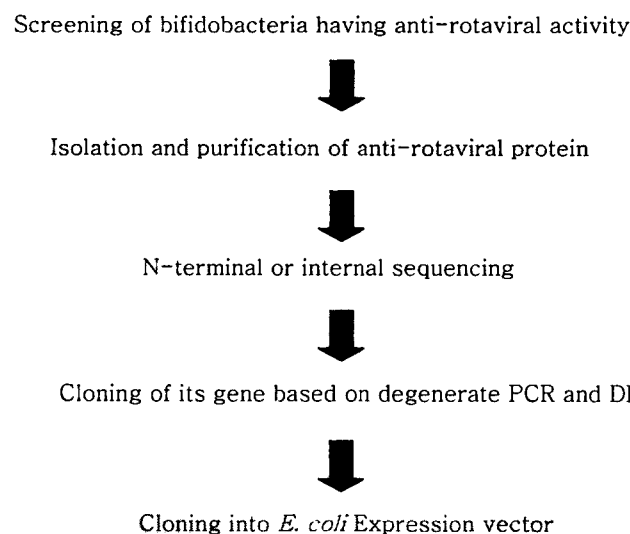 Screening of bifidobacteria having anti-rotaviral activity
Isolation and purification of anti-rotaviral protein
N-terminal or internal sequencing
Cloning of its gene based on degenerate PCR and
Cloning into E. coli Expression vector